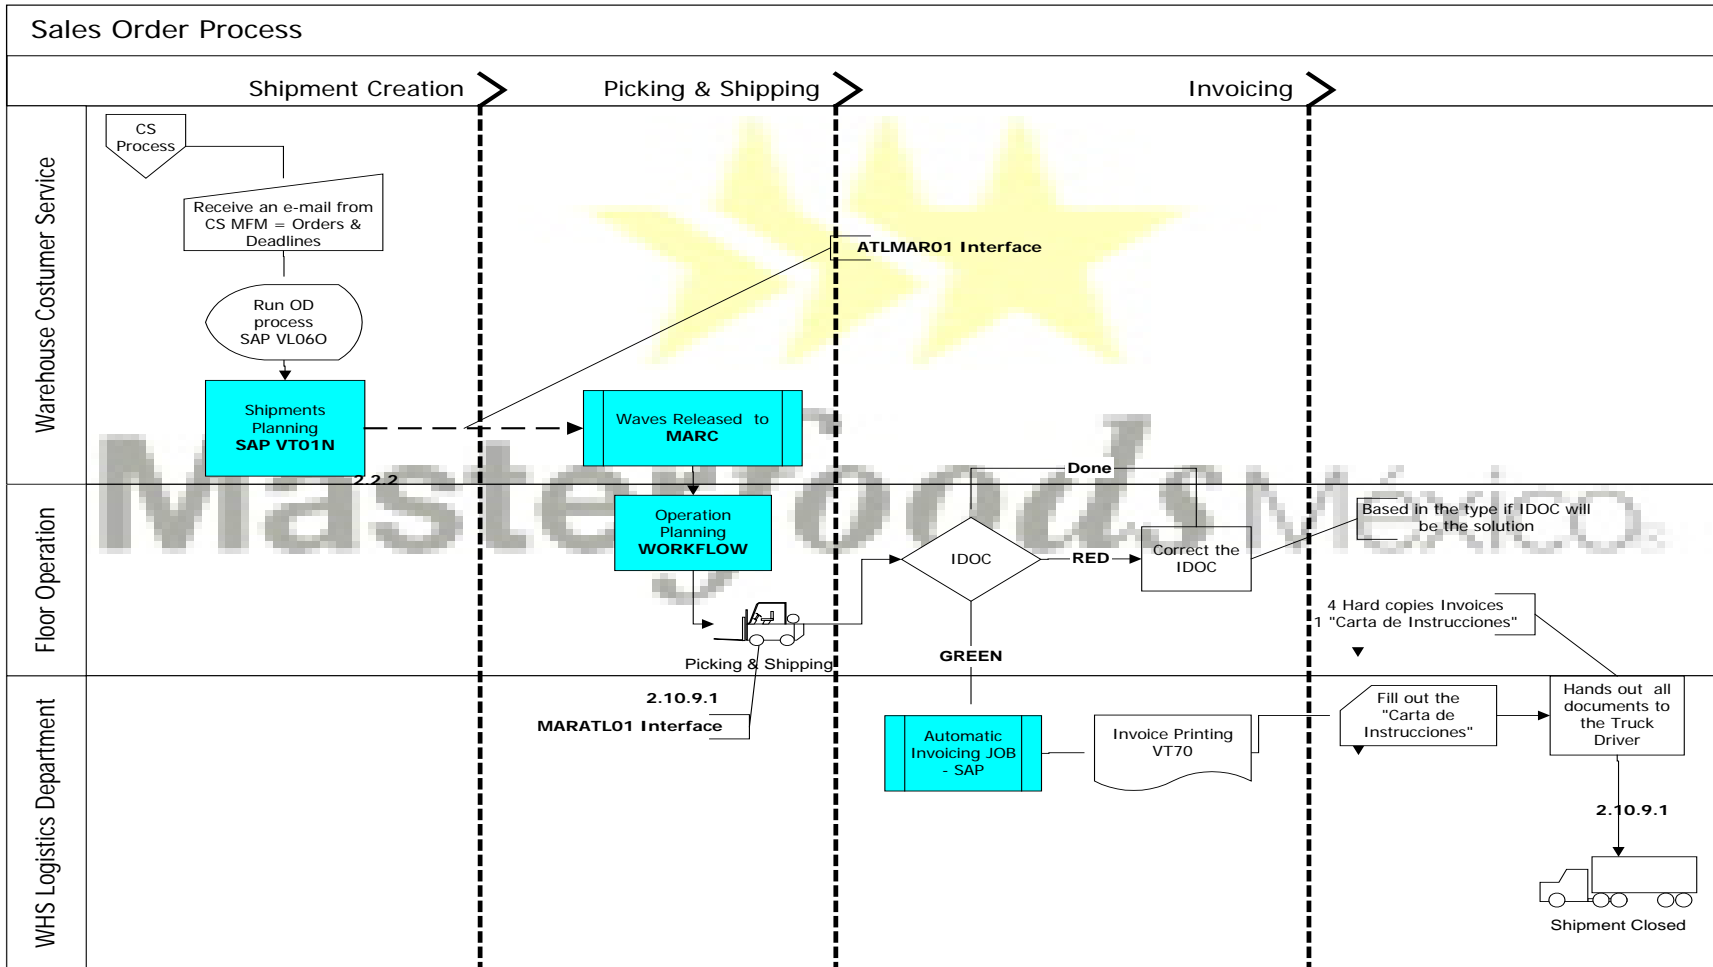 Sales Order Process
Shipment Creation
Picking & Shipping
Invoicing
Warehouse Costumer Service
CS
Process
Receive an e-mail from
CS MFM = Orders &
Deadlines
Run OD
process
SAP VL06O
Shipments
Planning
SAP VT01N
2.2.2
ATLMAR01 Interface
Waves Released to
MARC
Masterfoods México
Floor Operation
Operation
Planning
WORKFLOW
Picking & Shipping
IDOC
Done
RED
Correct the
IDOC
Based in the type if IDOC will
be the solution
GREEN
4 Hard copies Invoices
1 "Carta de Instrucciones"
WHS Logistics Department
2.10.9.1
MARATL01 Interface
Automatic
Invoicing JOB
- SAP
Invoice Printing
VT70
Fill out the
"Carta de
Instrucciones"
Hands out all
documents to
the Truck
Driver
2.10.9.1
Shipment Closed